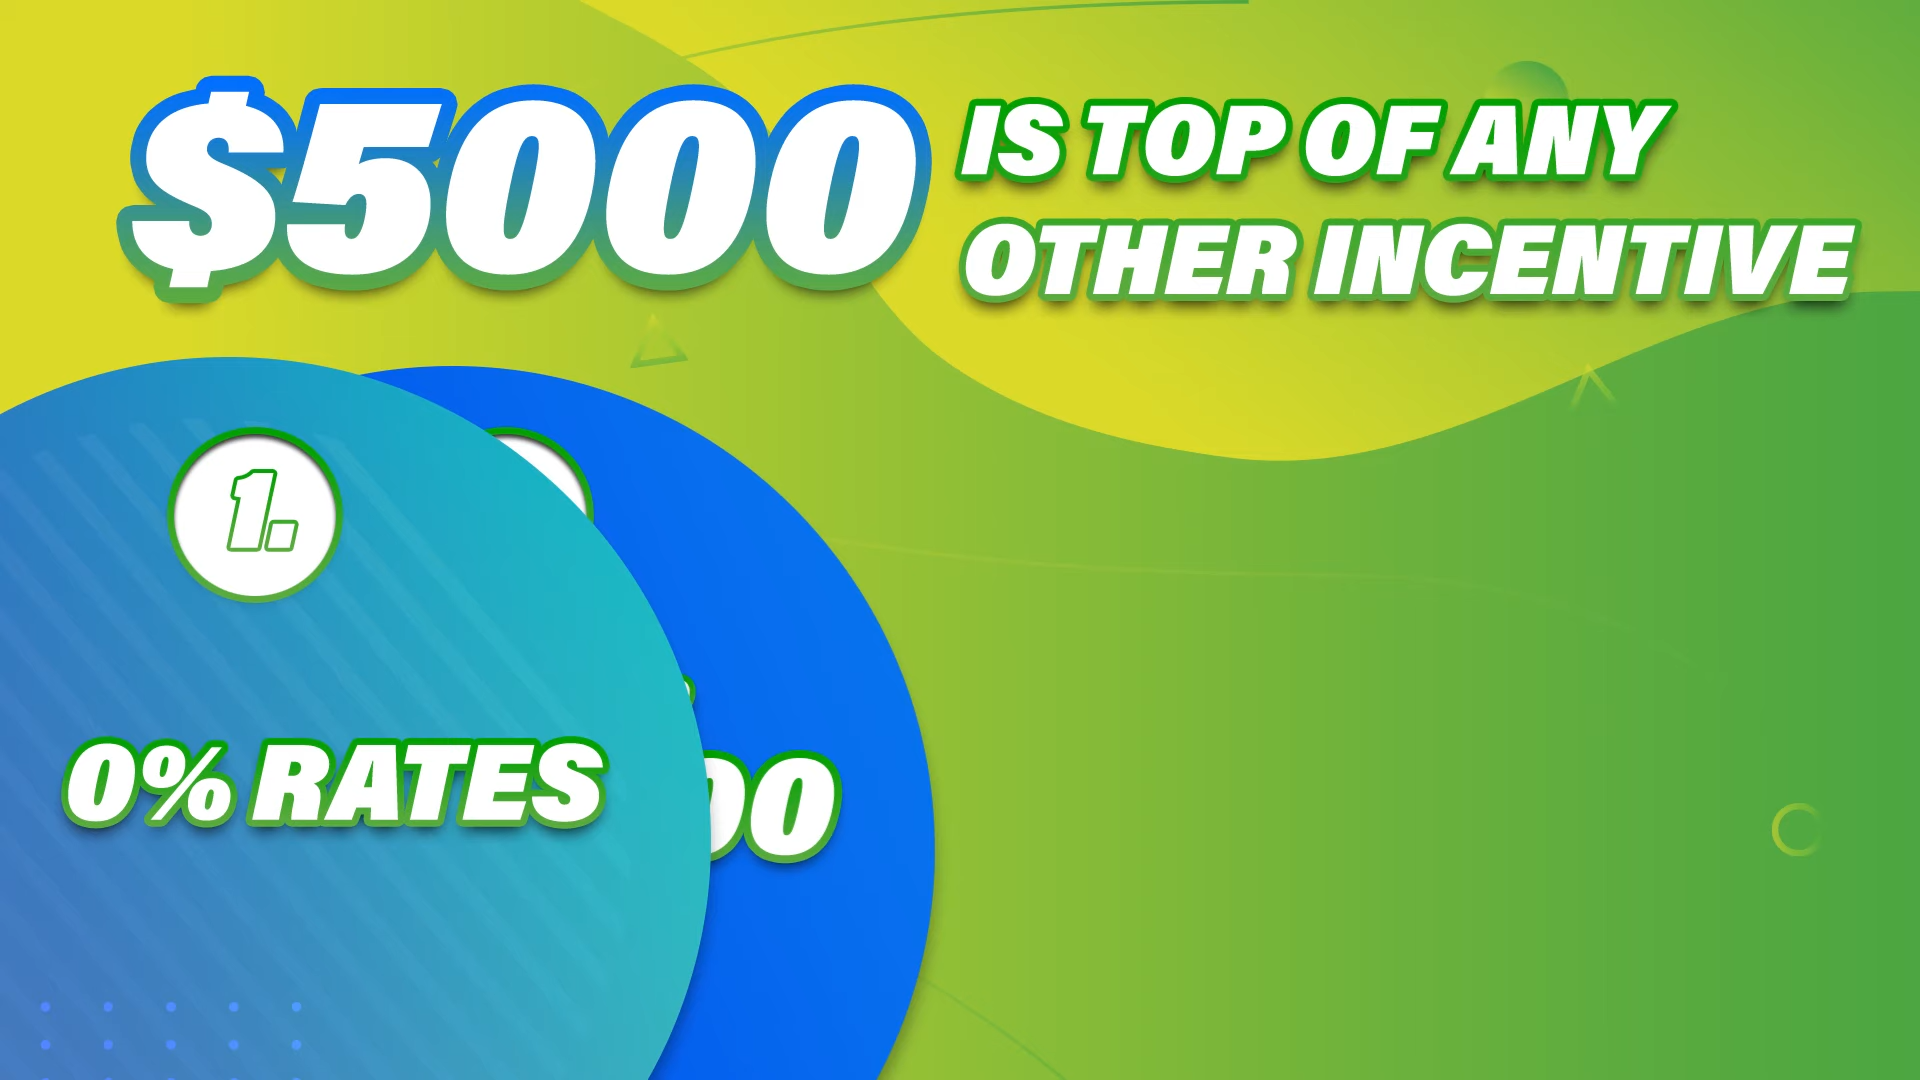 $5000 IS TOP OF ANY
OTHER INCENTIVE
1.
0% RATES